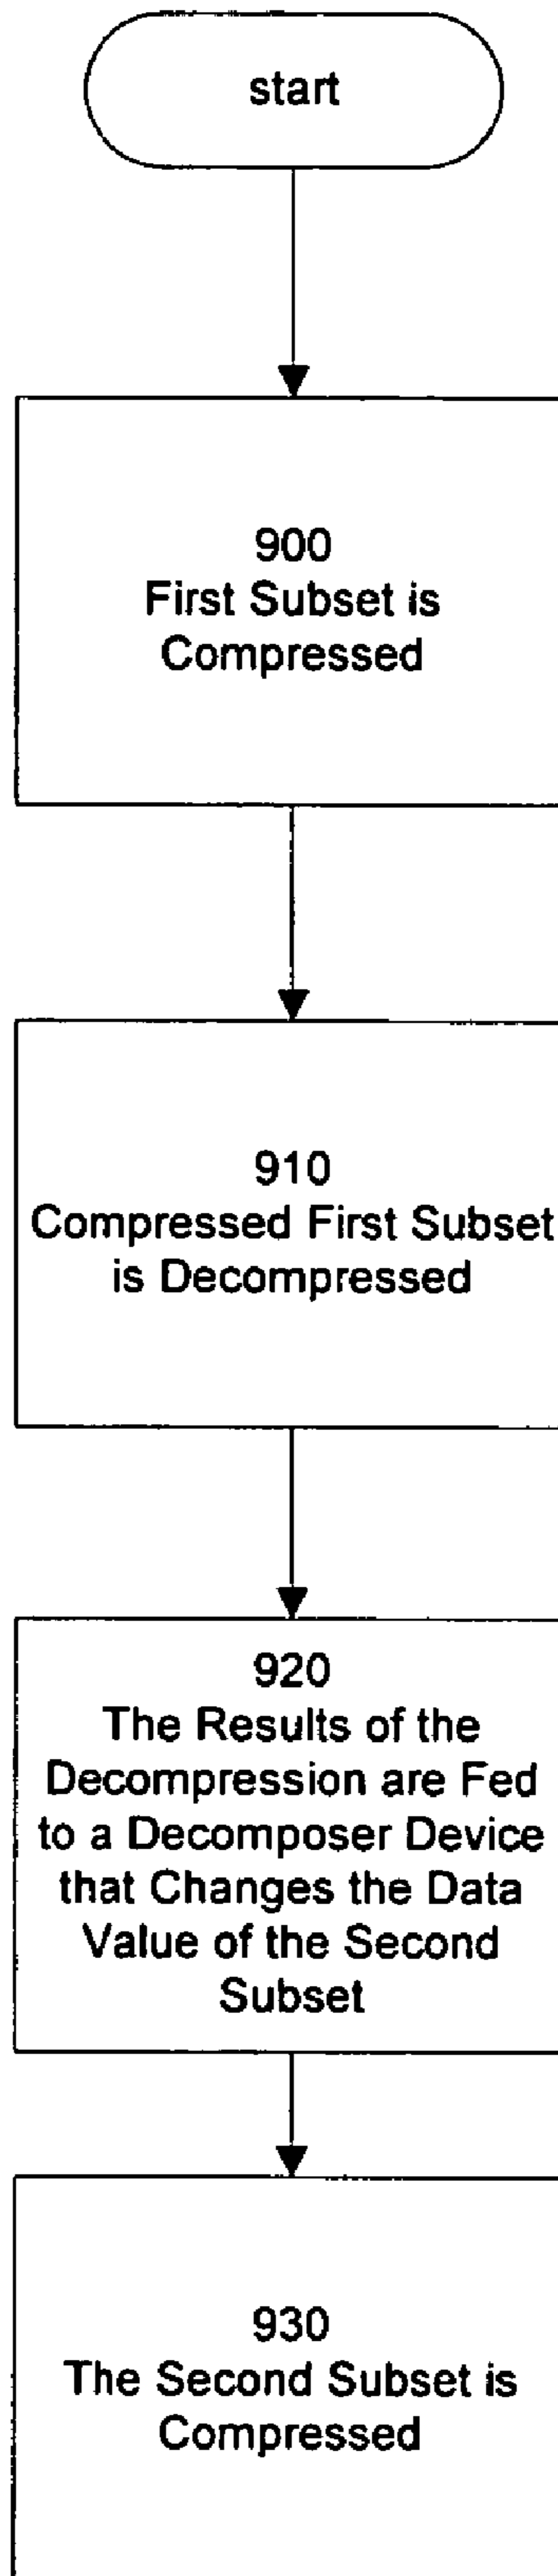 start
900
First Subset is
Compressed
910
Compressed First Subset
is Decompressed
920
The Results of the
Decompression are Fed
to a Decomposer Device
that Changes the Data
Value of the Second
Subset
930
The Second Subset is
Compressed